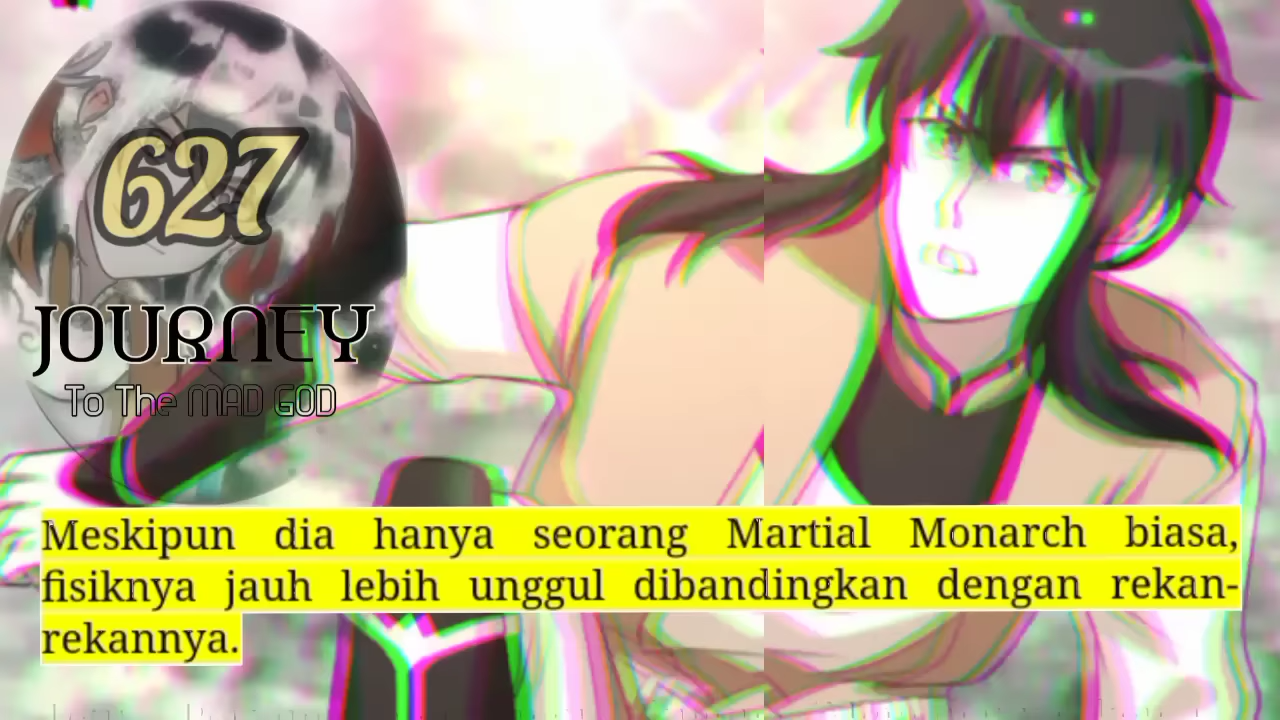 627
JOURNEY
To The MAD GOD
Meskipun dia hanya seorang Martial Monarch biasa,
fisiknya jauh lebih unggul dibandingkan dengan rekan-
rekannya.